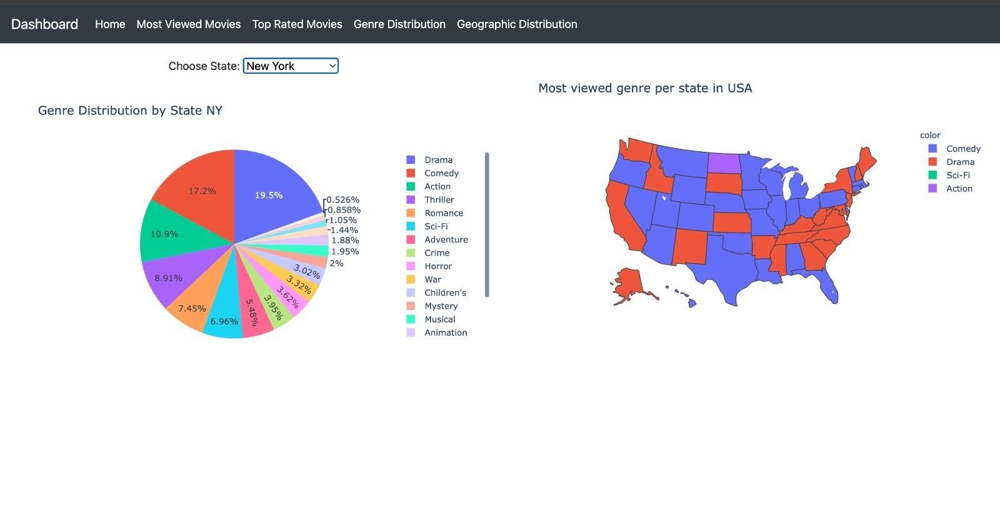 Dashboard Home Most Viewed Movies Top Rated Movies Genre Distribution Geographic Distribution
Choose State: New York
Genre Distribution by State NY
19.5%
17.2%
10.9%
8.91%
7.45%
6.96%
5.48%
3.95%
3.62%
3.32%
3.02%
2%
1.95%
1.88%
1.44%
1.05%
0.858%
0.526%
Drama
Comedy
Action
Thriller
Romance
Sci-Fi
Adventure
Crime
Horror
War
Children's
Mystery
Musical
Animation
Most viewed genre per state in USA
color
Comedy
Drama
Sci-Fi
Action